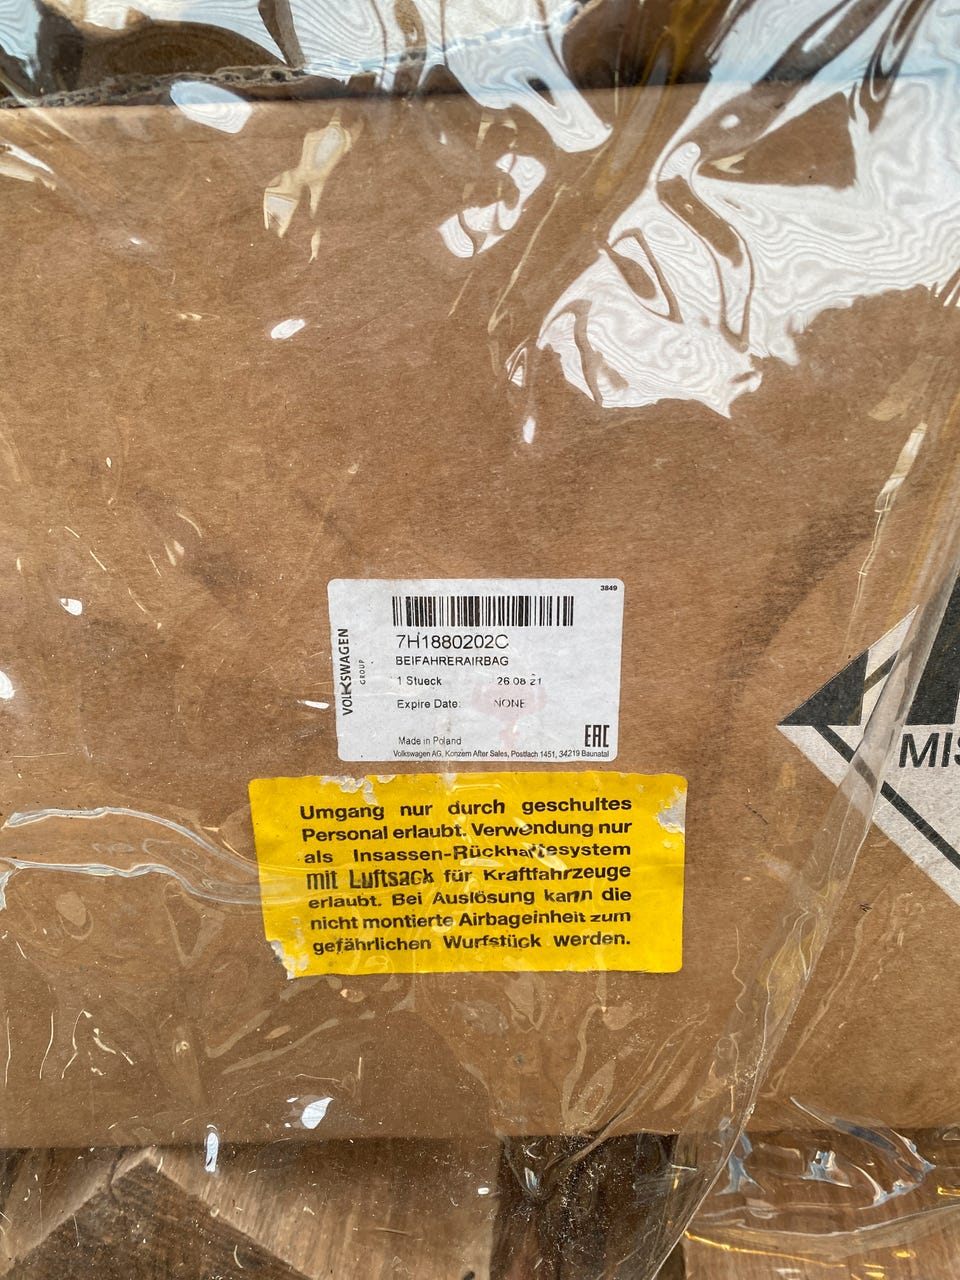 3849
VOLKSWAGEN
GROUP
7H1880202C
BEIFAHRERAIRBAG
1 Stueck 26.08.21
Expire Date: NONE
Made in Poland
EAC
Volkswagen AG, Konzern After Sales, Postfach 1451, 34219 Baunatal
Umgang nur durch geschultes
Personal erlaubt. Verwendung nur
als Insassen-Rückhaltesystem
mit Luftsack für Kraftfahrzeuge
erlaubt. Bei Auslösung kann die
nicht montierte Airbageinheit zum
gefährlichen Wurfstück werden.